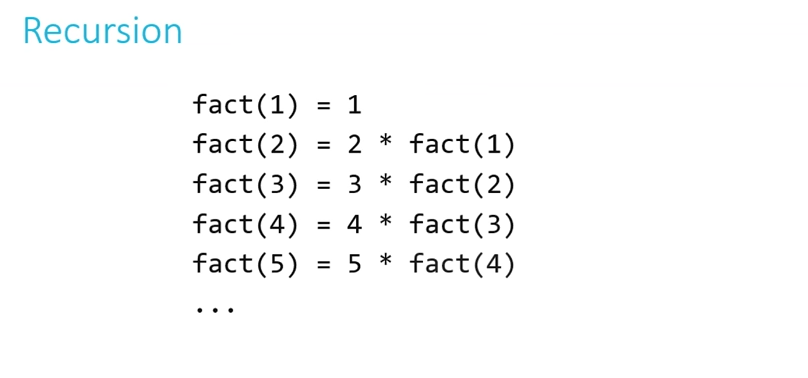 Recursion
fact(1) = 1
fact(2) = 2 * fact(1)
fact(3) = 3 * fact(2)
fact(4) = 4 * fact(3)
fact(5) = 5 * fact(4)
...